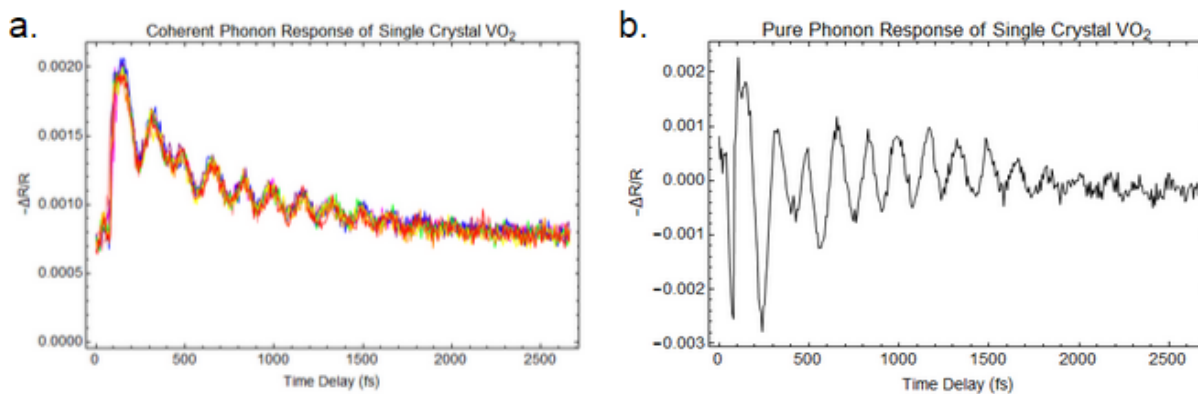 a.
Coherent Phonon Response of Single Crystal VO₂
0.0020
0.0015
0.0010
0.0005
0.0000
-ΔR/R
0 500 1000 1500 2000 2500
Time Delay (fs)
b.
Pure Phonon Response of Single Crystal VO₂
0.002
0.001
0.000
-0.001
-0.002
-0.003
-ΔR/R
0 500 1000 1500 2000 2500
Time Delay (fs)